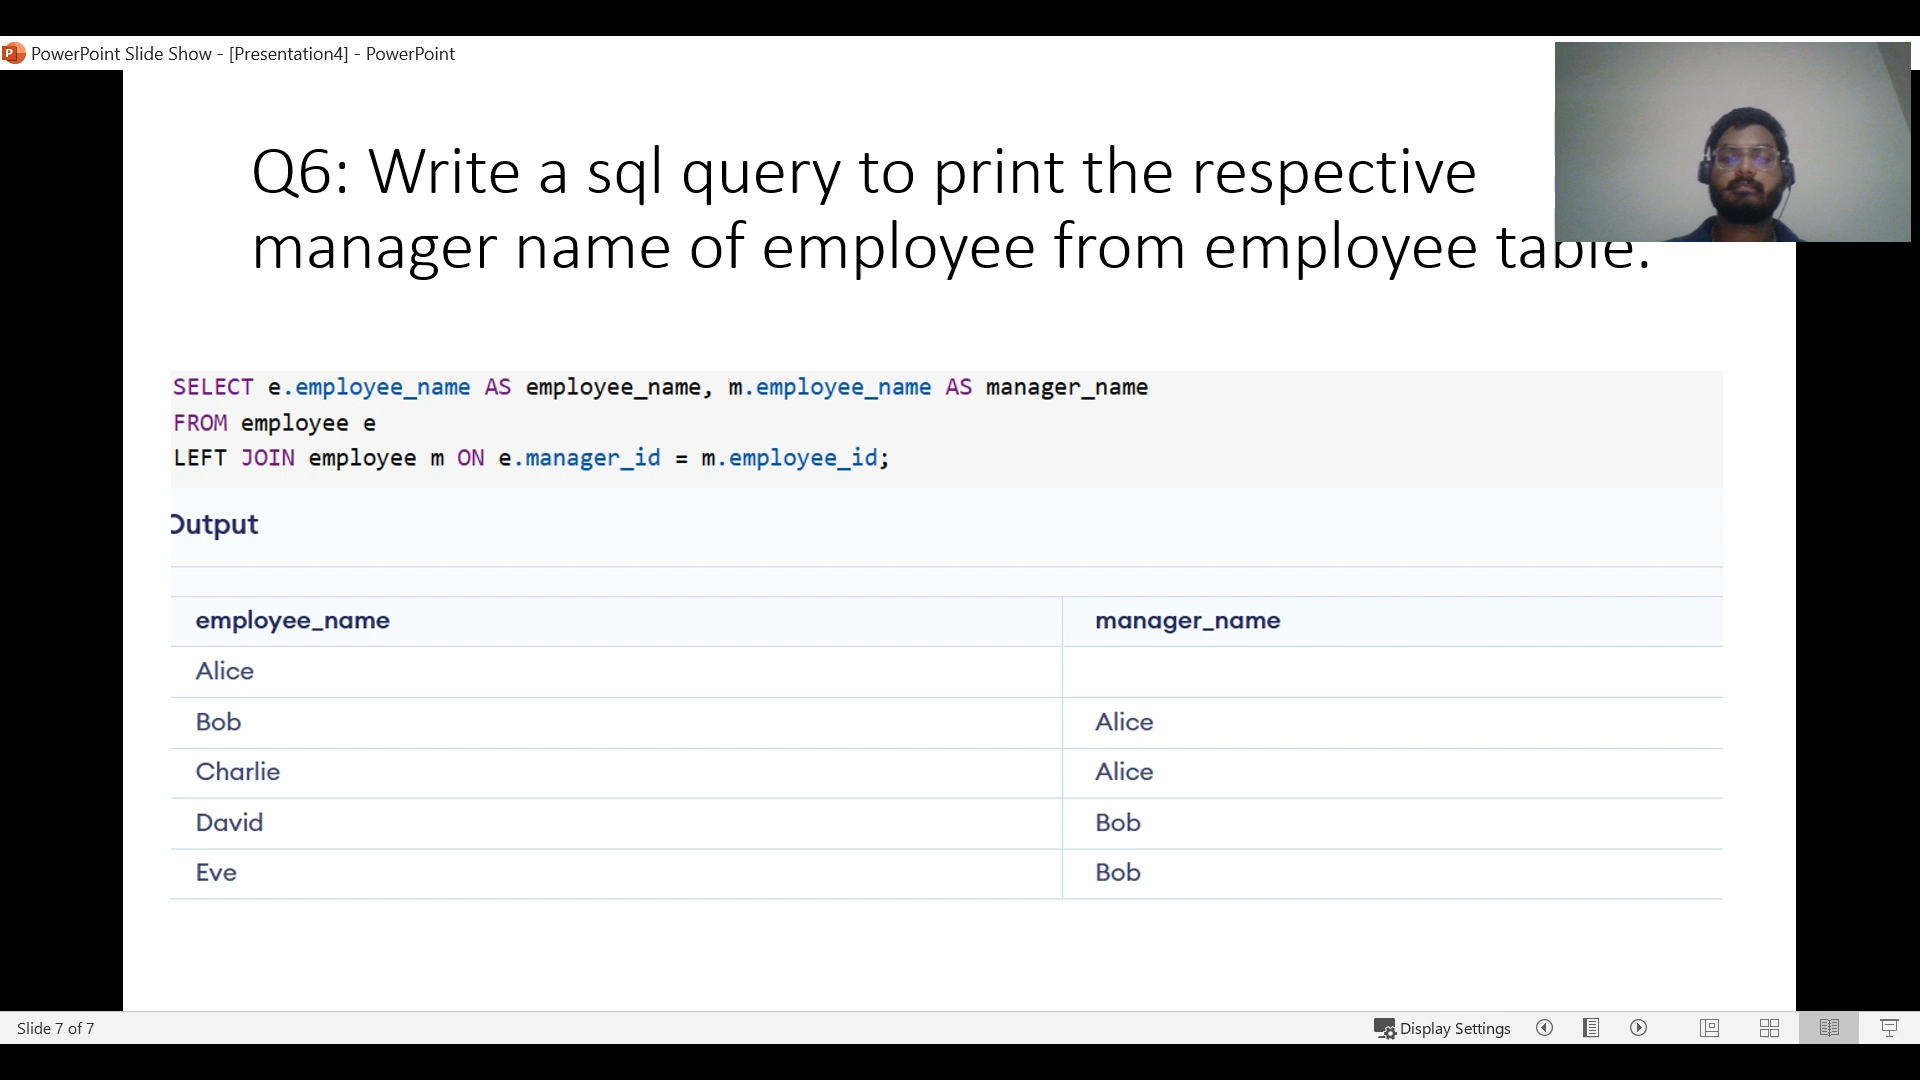 PowerPoint Slide Show - [Presentation4] - PowerPoint
Q6: Write a sql query to print the respective
manager name of employee from employee table.
SELECT e.employee_name AS employee_name, m.employee_name AS manager_name
FROM employee e
LEFT JOIN employee m ON e.manager_id = m.employee_id;
Output
employee_name manager_name
Alice
Bob Alice
Charlie Alice
David Bob
Eve Bob
Slide 7 of 7 Display Settings